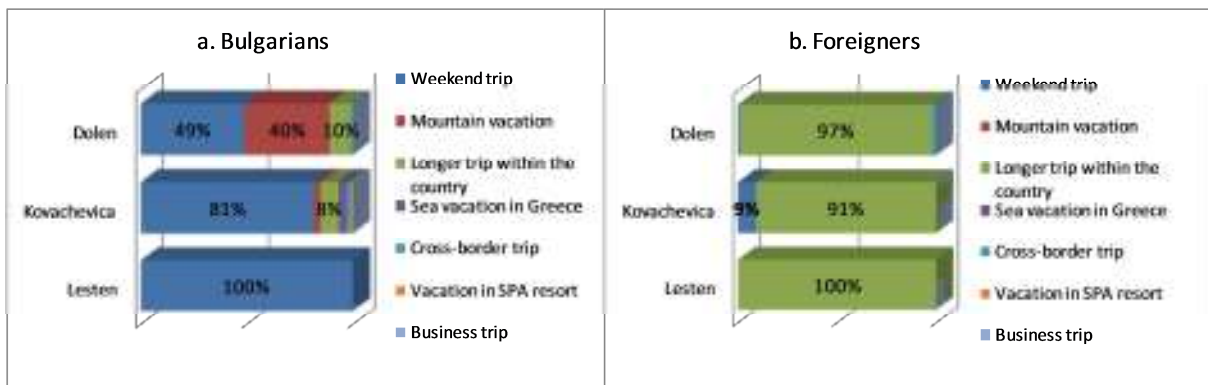 a. Bulgarians
Dolen
49%
40%
10%
Kovachevica
81%
8%
Lesten
100%
Weekend trip
Mountain vacation
Longer trip within the
country
Sea vacation in Greece
Cross-border trip
Vacation in SPA resort
Business trip
b. Foreigners
Dolen
97%
Kovachevica
9%
91%
Lesten
100%
Weekend trip
Mountain vacation
Longer trip within the
country
Sea vacation in Greece
Cross-border trip
Vacation in SPA resort
Business trip